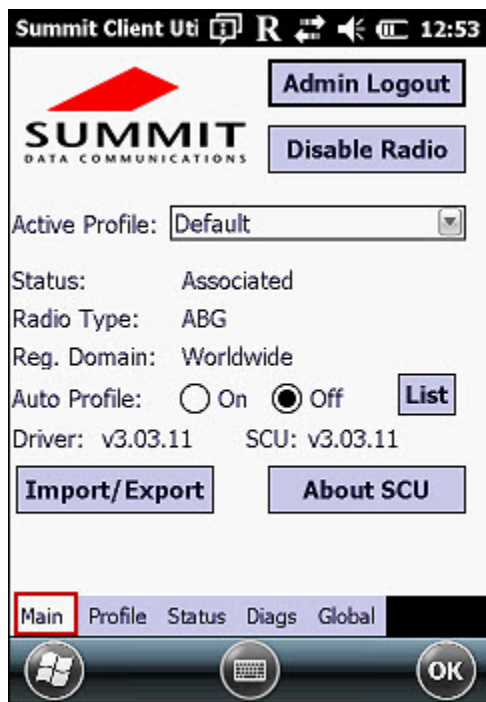 Summit Client Uti R 12:53
Admin Logout
SUMMIT
DATA COMMUNICATIONS
Disable Radio
Active Profile: Default
Status: Associated
Radio Type: ABG
Reg. Domain: Worldwide
Auto Profile: On Off List
Driver: v3.03.11 SCU: v3.03.11
Import/Export About SCU
Main Profile Status Diags Global
OK